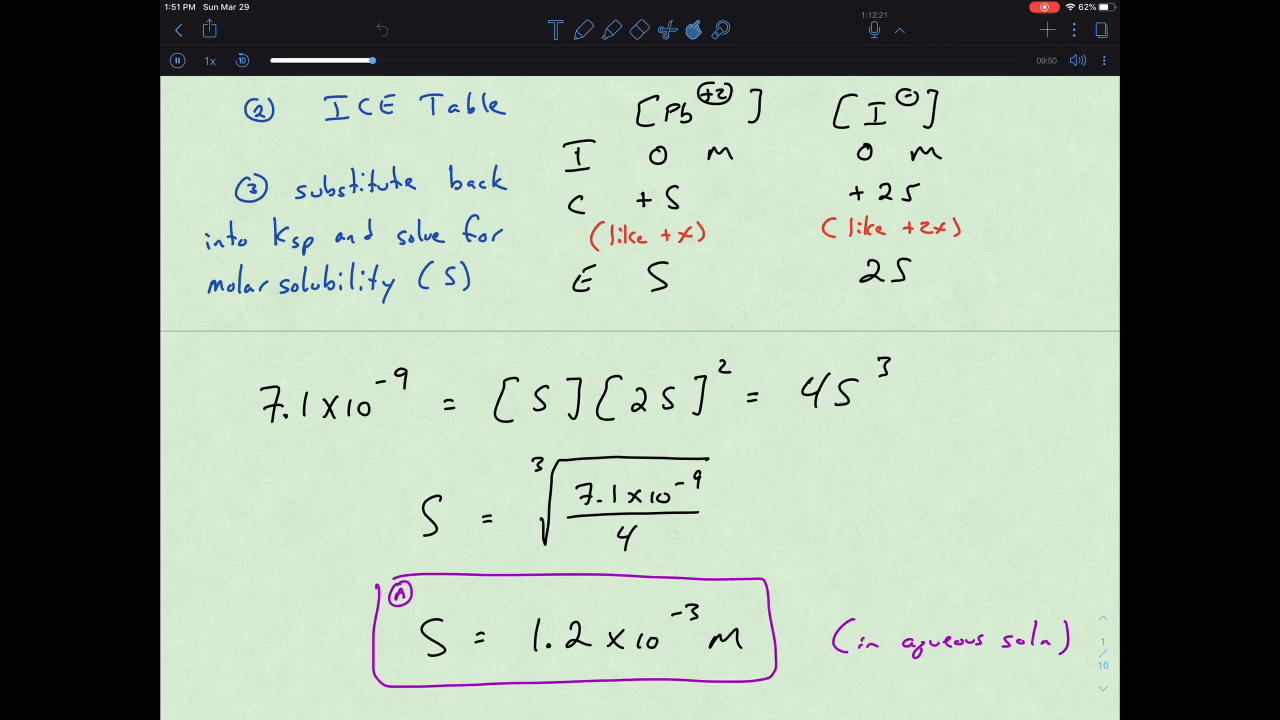 1:51 PM Sun Mar 29
62%
1:12:21
T
1x
10
09:50
② ICE Table
[Pb⁺²] [I⁻]
I 0 M 0 M
③ substitute back
C + S + 2S
into Ksp and solve for
(like +x) (like +2x)
molar solubility (S)
E S 2S
7.1 x 10⁻⁹ = [S][2S]² = 4S³
S = ³√(7.1 x 10⁻⁹ / 4)
Ⓐ
S = 1.2 x 10⁻³ M (in aqueous soln)
1
/
10